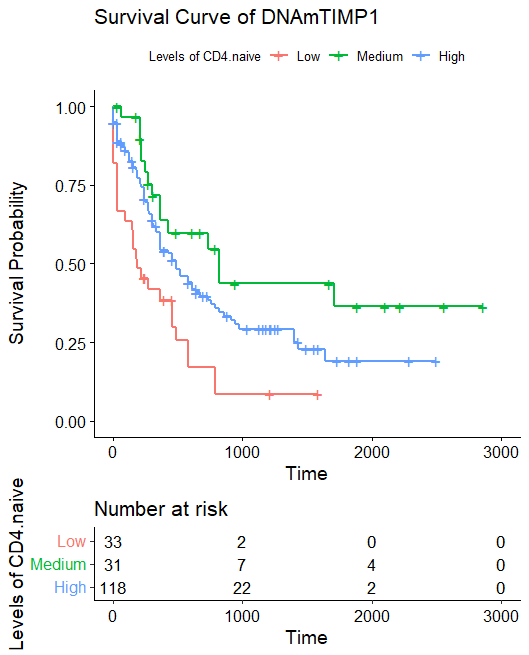 Survival Curve of DNAmTIMP1
Levels of CD4.naive Low Medium High
Survival Probability
1.00
0.75
0.50
0.25
0.00
0 1000 2000 3000
Time
Number at risk
Levels of CD4.naive
Low 33 2 0 0
Medium 31 7 4 0
High 118 22 2 0
0 1000 2000 3000
Time